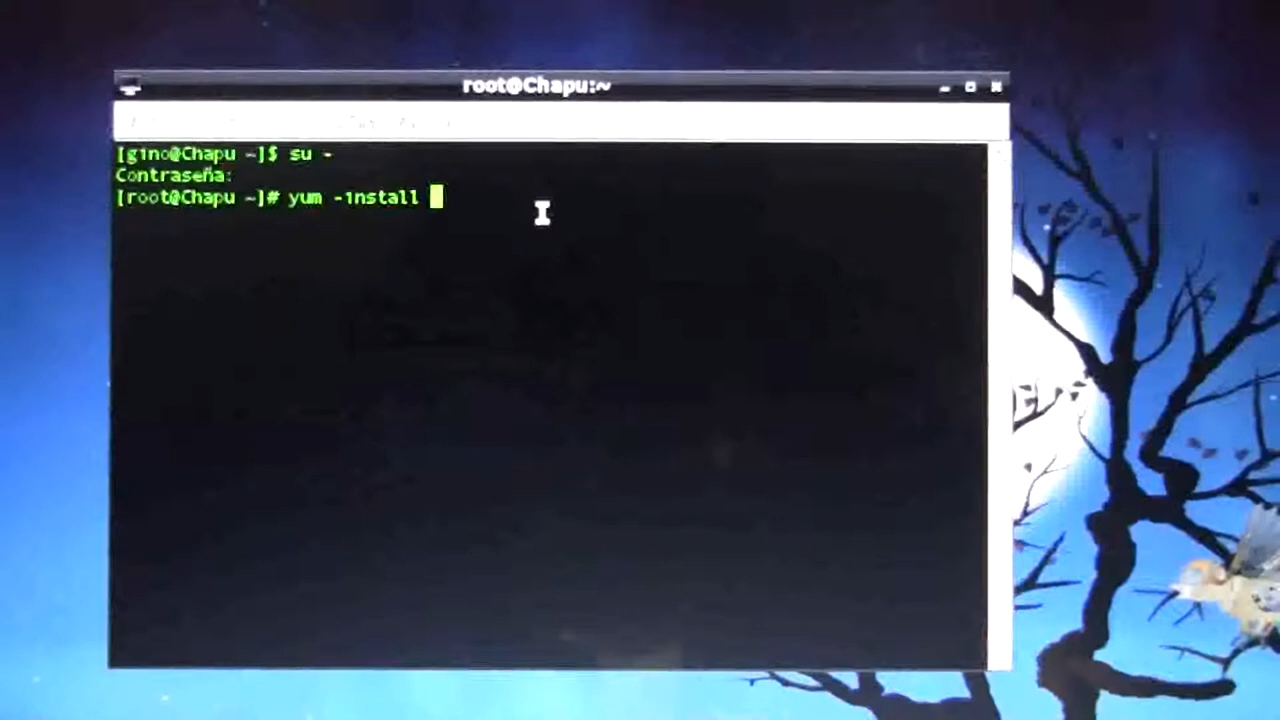 root@Chapu:~
[gino@Chapu ~]$ su -
Contraseña:
[root@Chapu ~]# yum -install